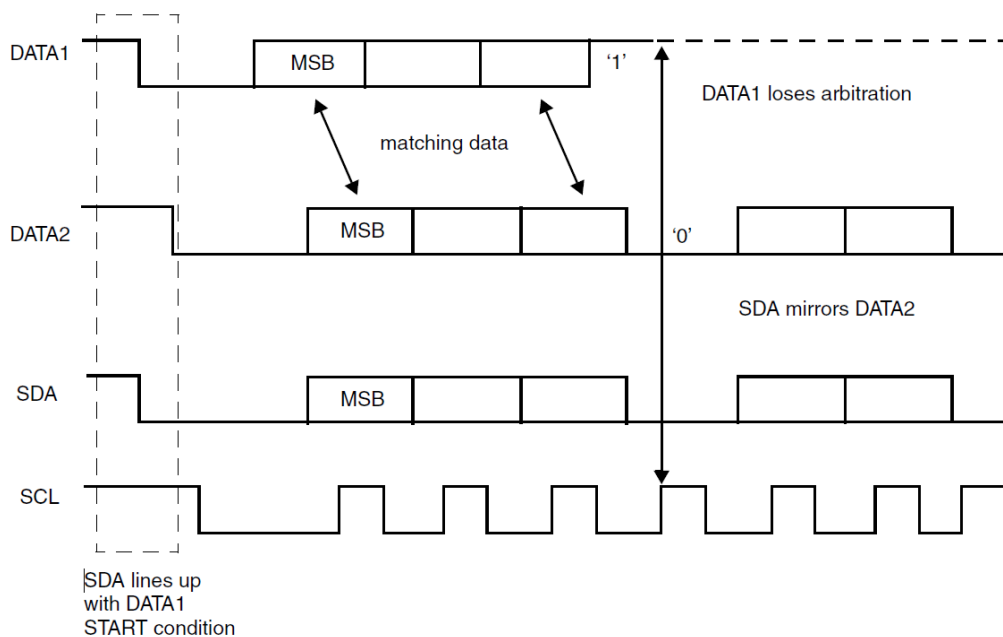 DATA1
MSB
‘1’
DATA1 loses arbitration
matching data
DATA2
MSB
‘0’
SDA mirrors DATA2
SDA
MSB
SCL
SDA lines up
with DATA1
START condition